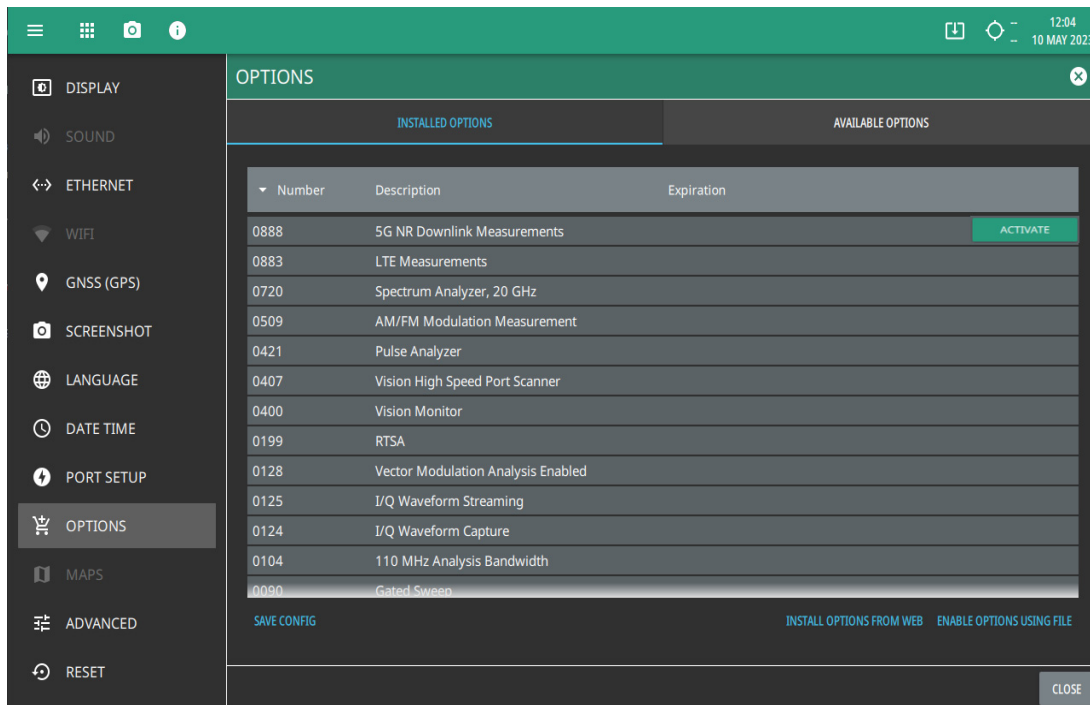 12:04
10 MAY 202
DISPLAY
SOUND
ETHERNET
WIFI
GNSS (GPS)
SCREENSHOT
LANGUAGE
DATE TIME
PORT SETUP
OPTIONS
MAPS
ADVANCED
RESET
OPTIONS
INSTALLED OPTIONS AVAILABLE OPTIONS
Number Description Expiration
0888 5G NR Downlink Measurements ACTIVATE
0883 LTE Measurements
0720 Spectrum Analyzer, 20 GHz
0509 AM/FM Modulation Measurement
0421 Pulse Analyzer
0407 Vision High Speed Port Scanner
0400 Vision Monitor
0199 RTSA
0128 Vector Modulation Analysis Enabled
0125 I/Q Waveform Streaming
0124 I/Q Waveform Capture
0104 110 MHz Analysis Bandwidth
0090 Gated Sweep
SAVE CONFIG INSTALL OPTIONS FROM WEB ENABLE OPTIONS USING FILE
CLOSE